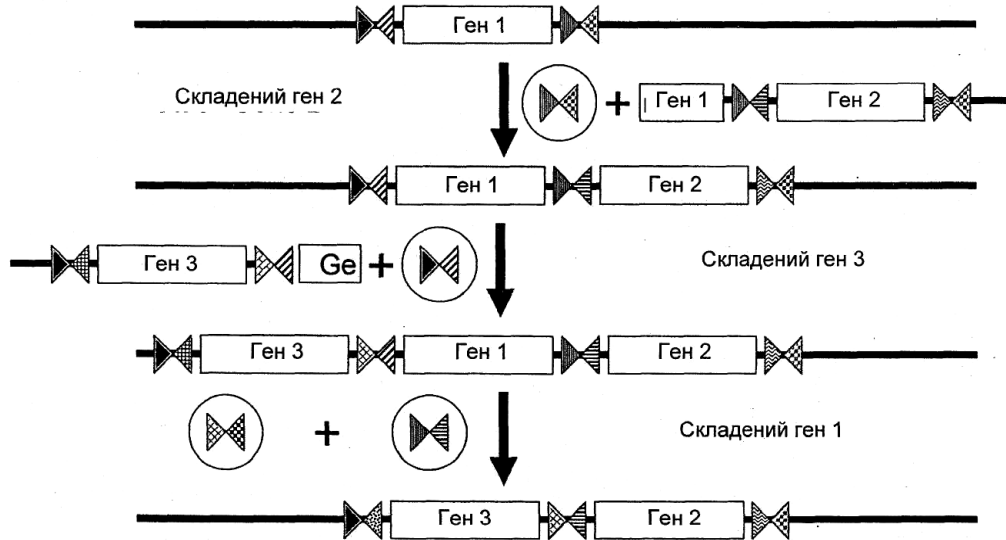 Ген 1
Складений ген 2
+ Ген 1 Ген 2
Ген 1 Ген 2
Ген 3 Ge +
Складений ген 3
Ген 3 Ген 1 Ген 2
+
Складений ген 1
Ген 3 Ген 2